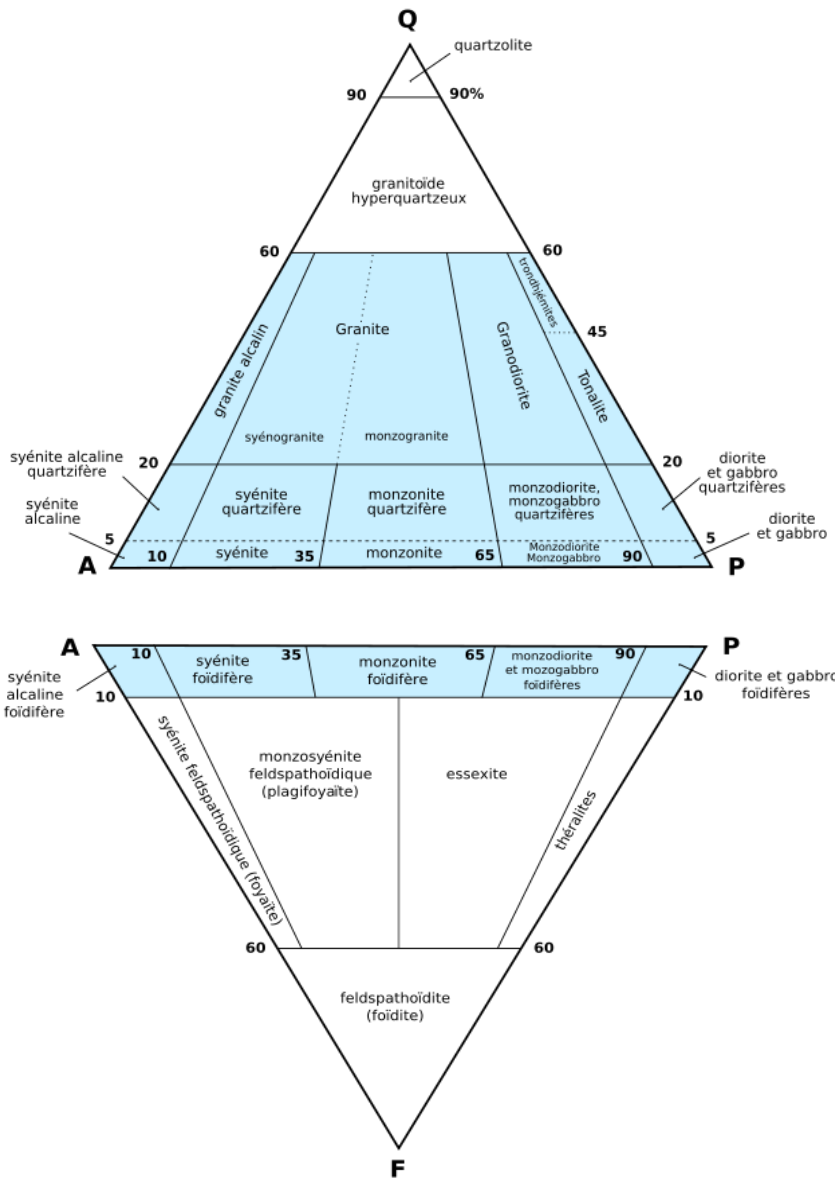 Q
quartzolite
90
90%
granitoïde
hyperquartzeux
60
60
trondhjémites
45
Granite
granite alcalin
Granodiorite
Tonalite
syénogranite
monzogranite
syénite alcaline
quartzifère
20
20
diorite
et gabbro
quartzifères
syénite
quartzifère
monzonite
quartzifère
monzodiorite,
monzogabbro
quartzifères
syénite
alcaline
5
5
diorite
et gabbro
A
10
syénite
35
monzonite
65
Monzodiorite
Monzogabbro
90
P
A
10
syénite
foïdifère
35
monzonite
foïdifère
65
monzodiorite
et mozogabbro
foïdifères
90
P
syénite
alcaline
foïdifère
10
10
diorite et gabbro
foïdifères
syénite feldspathoïdique (foyaïte)
monzosyénite
feldspathoïdique
(plagifoyaïte)
essexite
théralites
60
60
feldspathoïdite
(foïdite)
F